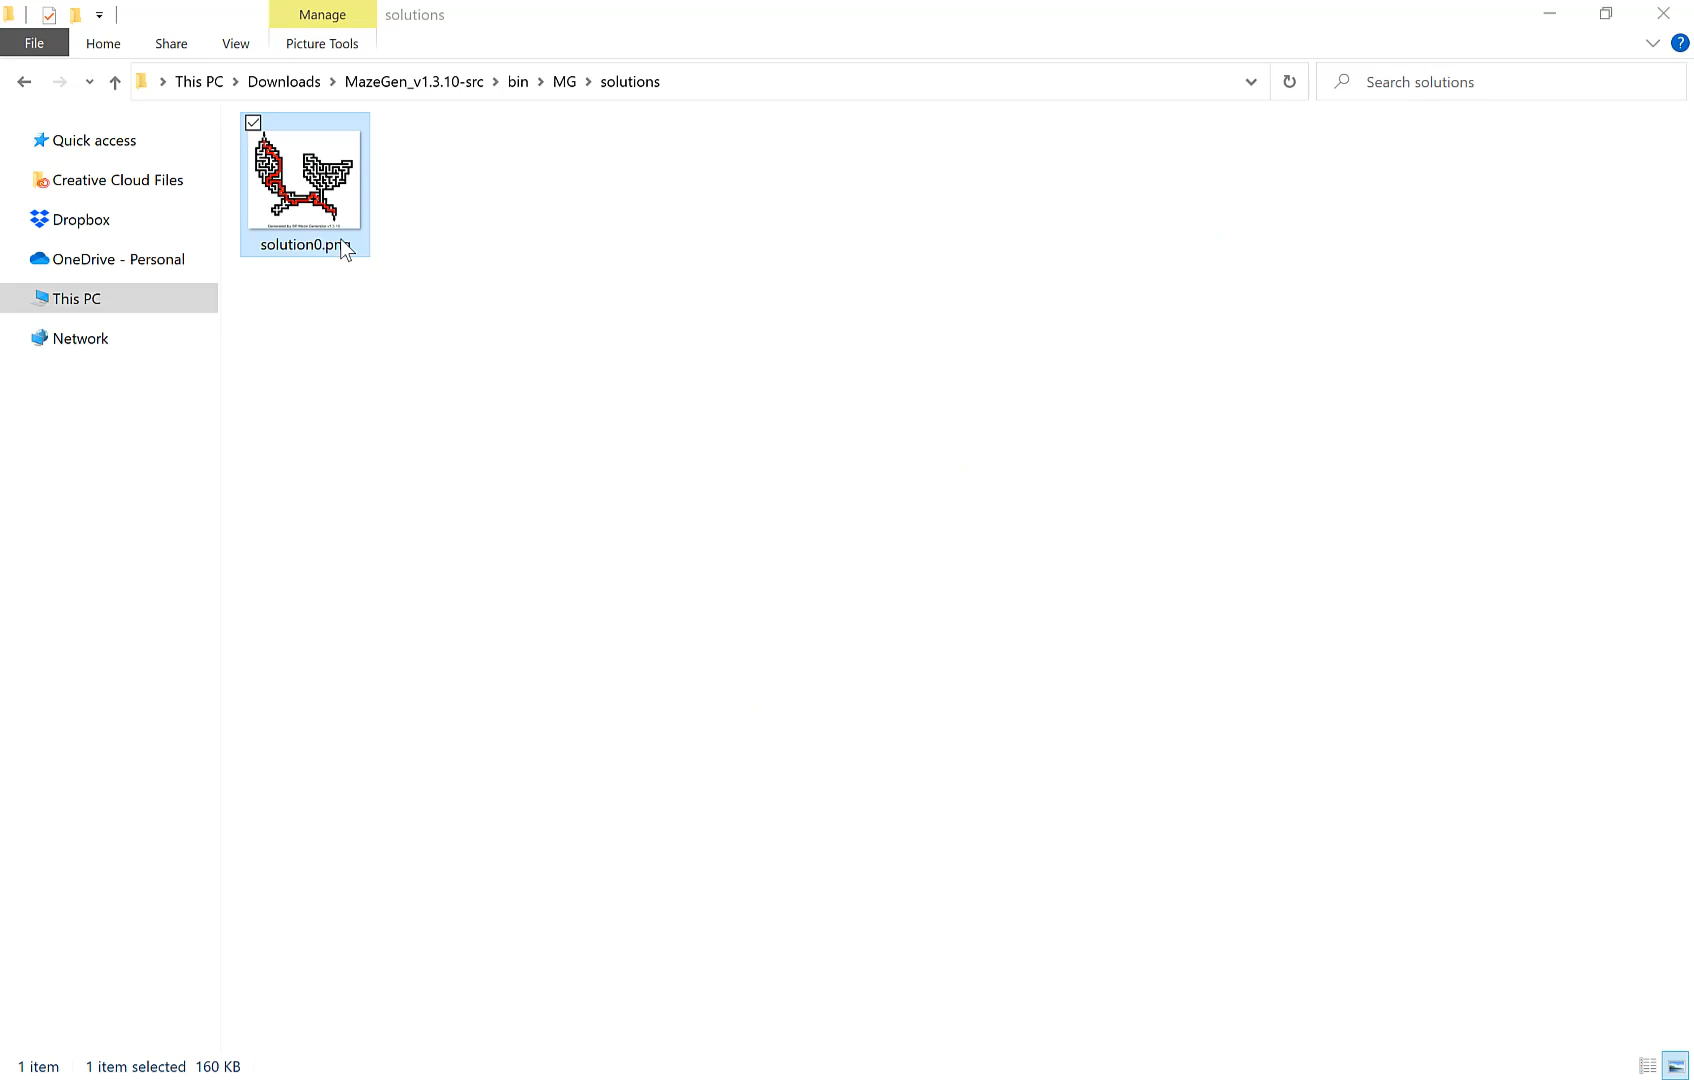 Manage solutions
File Home Share View Picture Tools
This PC Downloads MazeGen_v1.3.10-src bin MG solutions Search solutions
Quick access
Creative Cloud Files
Dropbox
OneDrive - Personal
This PC
Network
solution0.png
1 item 1 item selected 160 KB